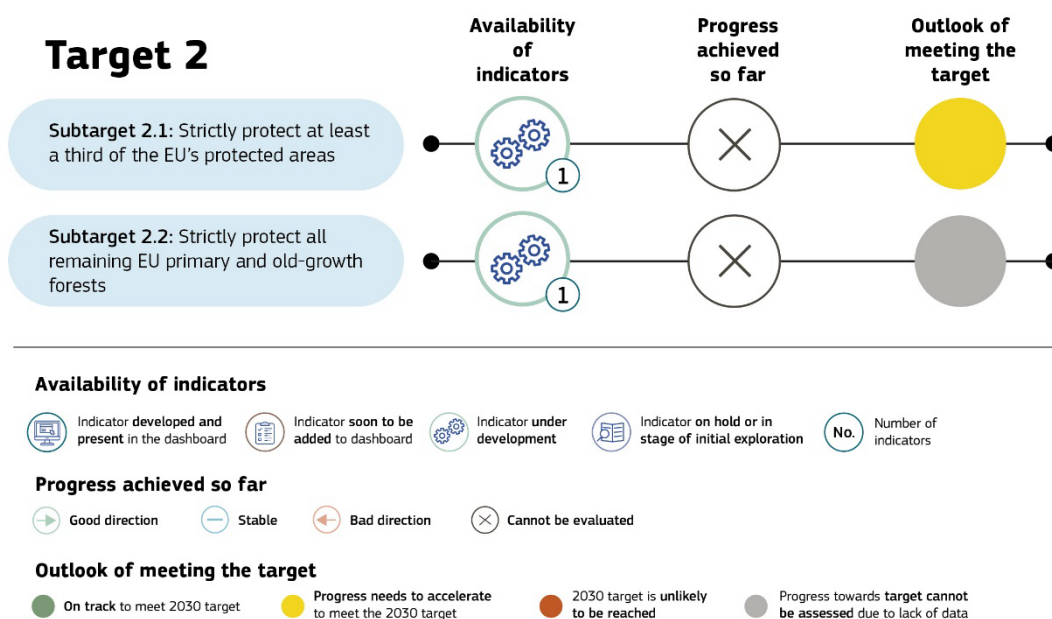 Target 2
Availability
of
indicators
Progress
achieved
so far
Outlook of
meeting the
target
Subtarget 2.1: Strictly protect at least
a third of the EU's protected areas
1
Subtarget 2.2: Strictly protect all
remaining EU primary and old-growth
forests
1
Availability of indicators
Indicator developed and
present in the dashboard
Indicator soon to be
added to dashboard
Indicator under
development
Indicator on hold or in
stage of initial exploration
No.
Number of
indicators
Progress achieved so far
Good direction
Stable
Bad direction
Cannot be evaluated
Outlook of meeting the target
On track to meet 2030 target
Progress needs to accelerate
to meet the 2030 target
2030 target is unlikely
to be reached
Progress towards target cannot
be assessed due to lack of data